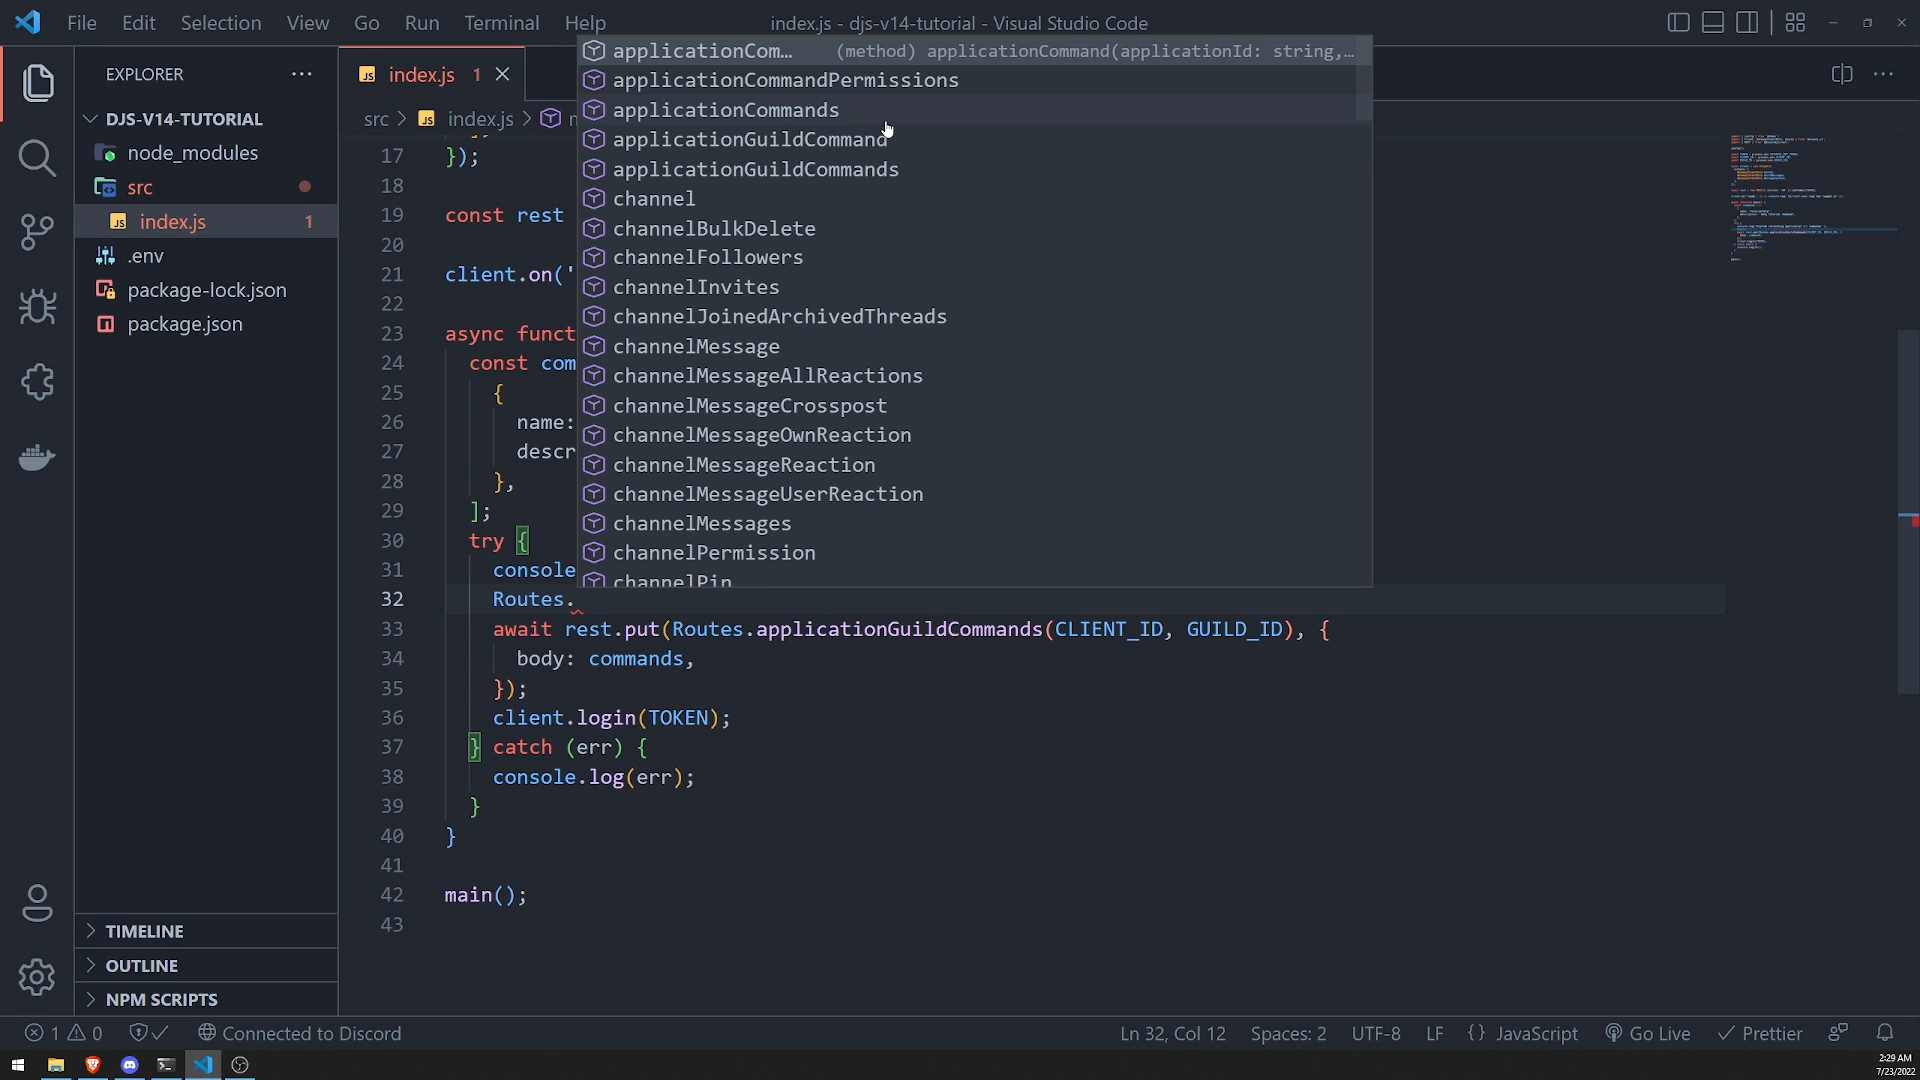 File Edit Selection View Go Run Terminal Help
index.js - djs-v14-tutorial - Visual Studio Code
EXPLORER
DJS-V14-TUTORIAL
node_modules
src
index.js 1
.env
package-lock.json
package.json
TIMELINE
OUTLINE
NPM SCRIPTS
index.js 1
src > index.js >
applicationCom… (method) applicationCommand(applicationId: string,…
applicationCommandPermissions
applicationCommands
applicationGuildCommand
applicationGuildCommands
channel
channelBulkDelete
channelFollowers
channelInvites
channelJoinedArchivedThreads
channelMessage
channelMessageAllReactions
channelMessageCrosspost
channelMessageOwnReaction
channelMessageReaction
channelMessageUserReaction
channelMessages
channelPermission
channelPin
17 });
18
19 const rest
20
21 client.on('
22
23 async funct
24 const com
25 {
26 name:
27 descr
28 },
29 ];
30 try {
31 console
32 Routes.
33 await rest.put(Routes.applicationGuildCommands(CLIENT_ID, GUILD_ID), {
34 body: commands,
35 });
36 client.login(TOKEN);
37 } catch (err) {
38 console.log(err);
39 }
40 }
41
42 main();
43
1 0 Connected to Discord Ln 32, Col 12 Spaces: 2 UTF-8 LF {} JavaScript Go Live Prettier
2:29 AM
7/23/2022